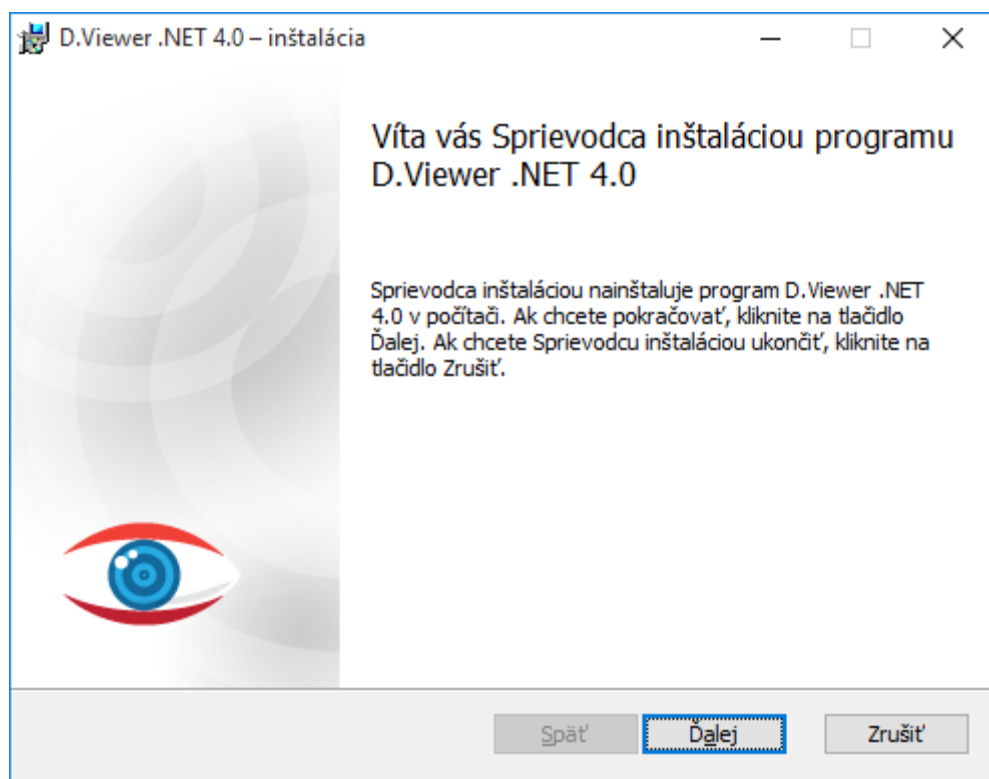 D.Viewer .NET 4.0 – inštalácia
Víta vás Sprievodca inštaláciou programu
D.Viewer .NET 4.0
Sprievodca inštaláciou nainštaluje program D.Viewer .NET
4.0 v počítači. Ak chcete pokračovať, kliknite na tlačidlo
Ďalej. Ak chcete Sprievodcu inštaláciou ukončiť, kliknite na
tlačidlo Zrušiť.
Späť
Ďalej
Zrušiť